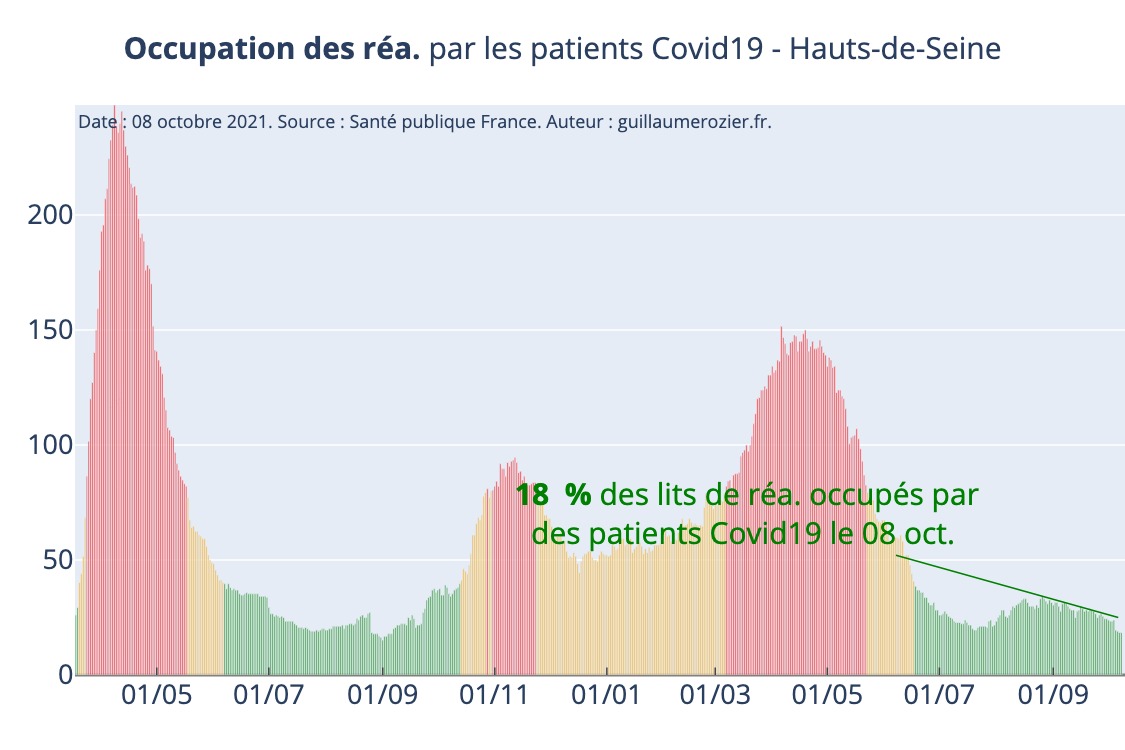 Occupation des réa. par les patients Covid19 - Hauts-de-Seine
Date : 08 octobre 2021. Source : Santé publique France. Auteur : guillaumerozier.fr.
200
150
100
18 % des lits de réa. occupés par
des patients Covid19 le 08 oct.
50
0
01/05 01/07 01/09 01/11 01/01 01/03 01/05 01/07 01/09